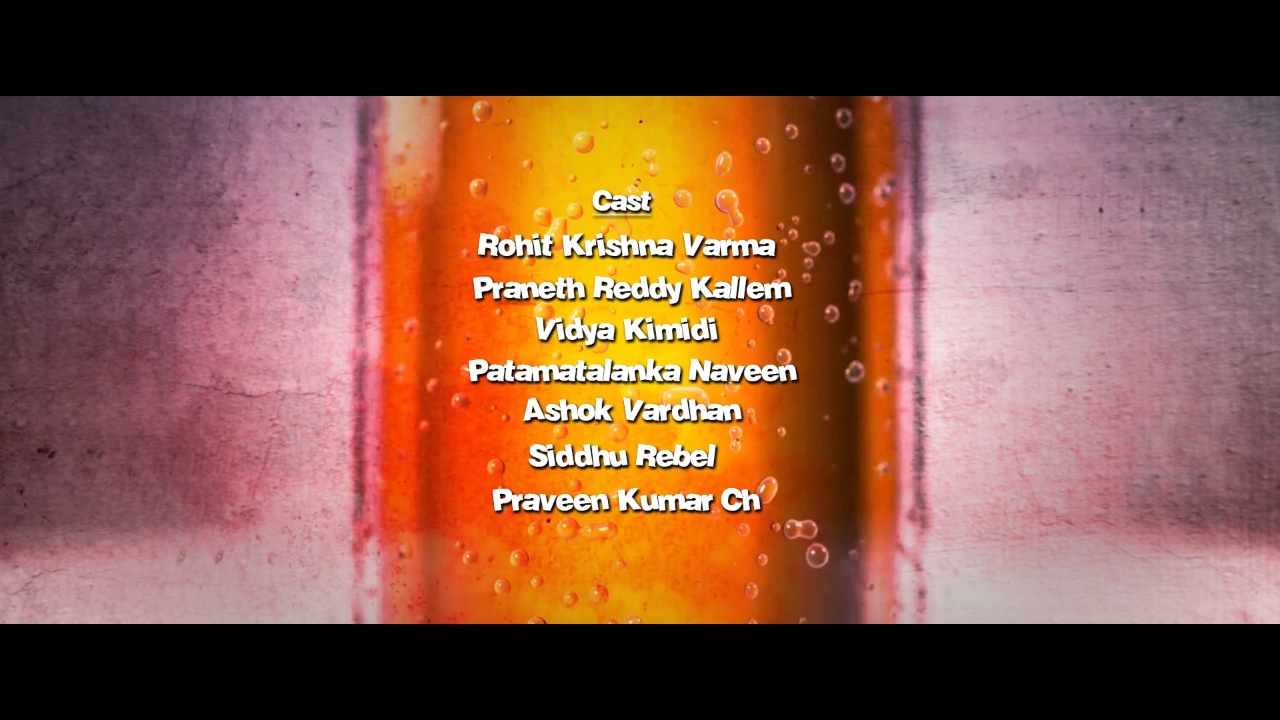 Cast
Rohit Krishna Varma
Praneth Reddy Kallem
Vidya Kimidi
Patamatalanka Naveen
Ashok Vardhan
Siddhu Rebel
Praveen Kumar Ch